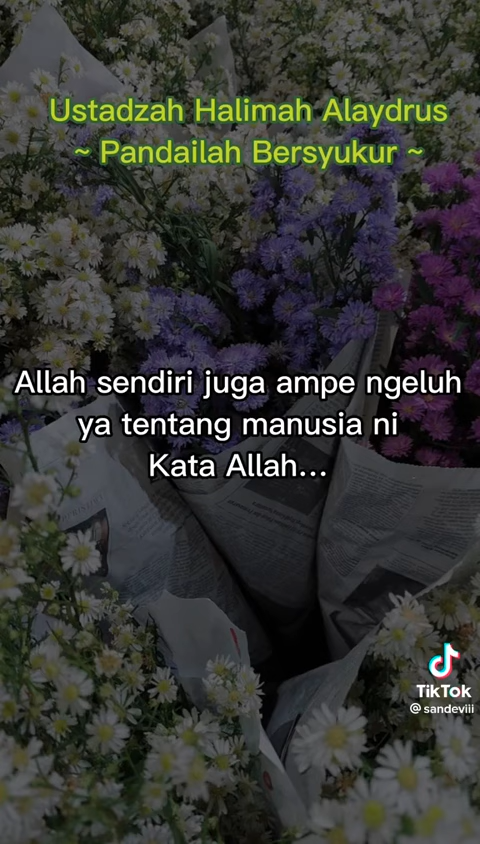 Ustadzah Halimah Alaydrus
~ Pandailah Bersyukur ~
Allah sendiri juga ampe ngeluh
ya tentang manusia ni
Kata Allah...
TikTok
@ sandeviii